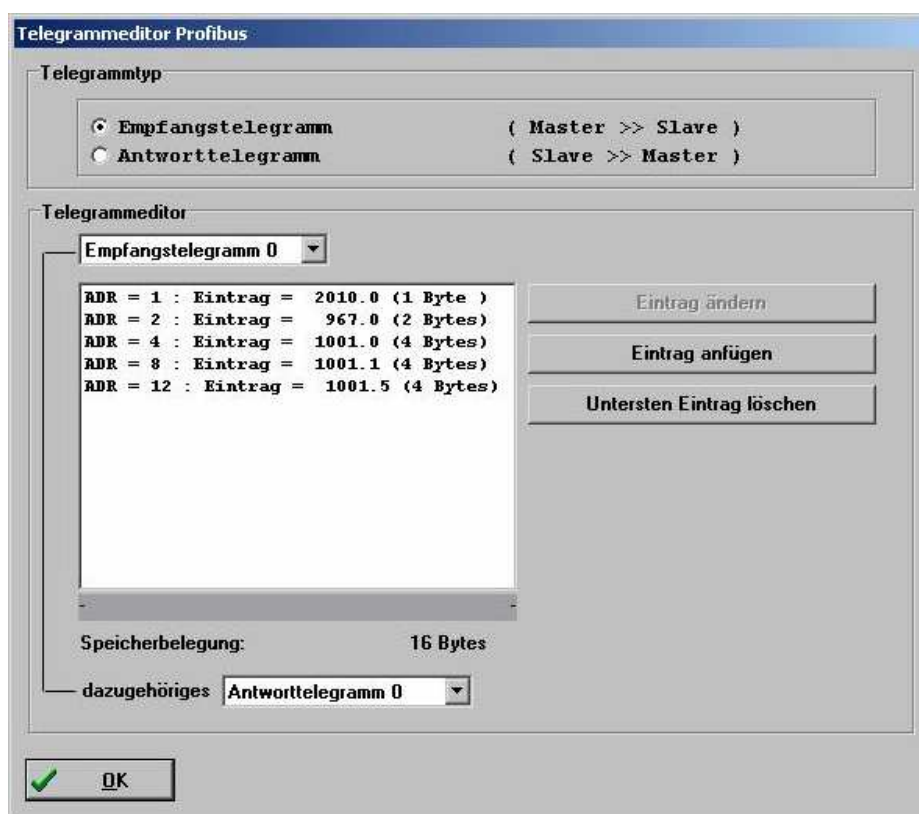 Telegrammeditor Profibus
Telegrammtyp
Empfangstelegramm ( Master >> Slave )
Antworttelegramm ( Slave >> Master )
Telegrammeditor
Empfangstelegramm 0
ADR = 1 : Eintrag = 2010.0 (1 Byte )
ADR = 2 : Eintrag = 967.0 (2 Bytes)
ADR = 4 : Eintrag = 1001.0 (4 Bytes)
ADR = 8 : Eintrag = 1001.1 (4 Bytes)
ADR = 12 : Eintrag = 1001.5 (4 Bytes)
Eintrag ändern
Eintrag anfügen
Untersten Eintrag löschen
Speicherbelegung: 16 Bytes
dazugehöriges Antworttelegramm 0
OK